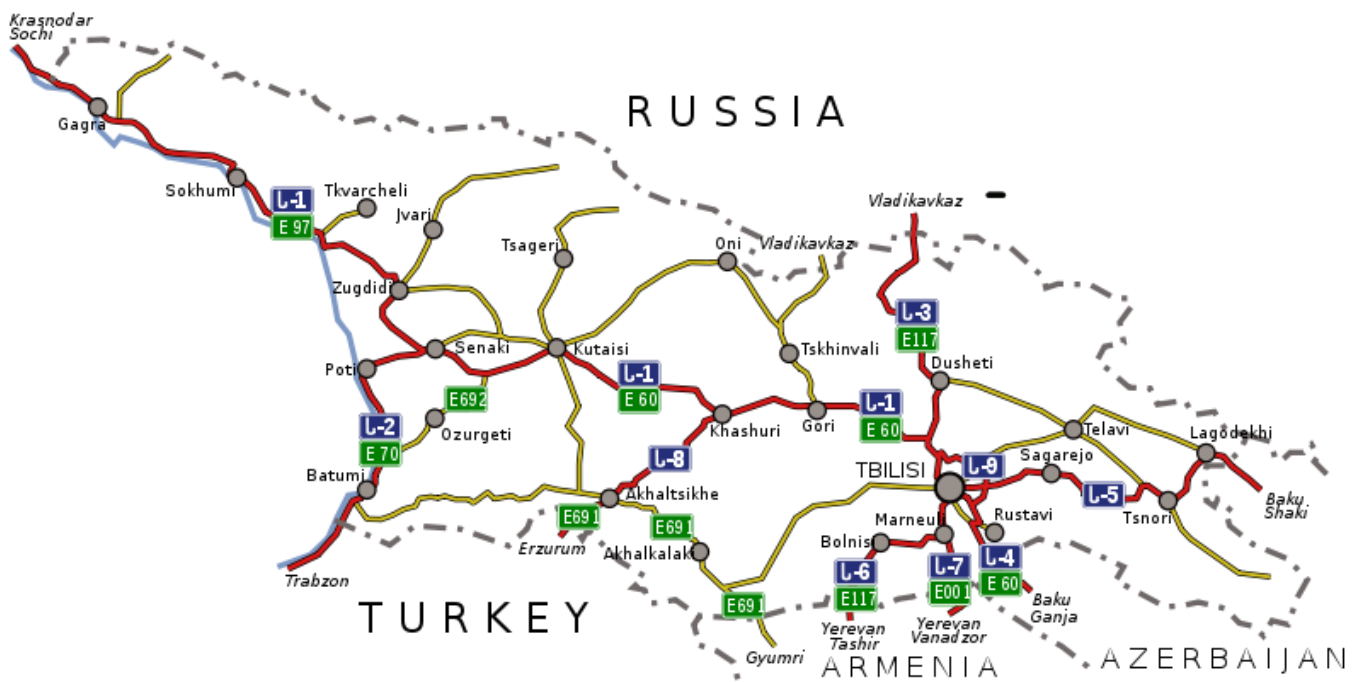 Krasnodar
Sochi
Gagra
RUSSIA
Sokhumi
ს-1
E 97
Tkvarcheli
Jvari
Tsageri
Oni
Vladikavkaz
Vladikavkaz
Zugdidi
ს-3
E117
Senaki
Kutaisi
Tskhinvali
Dusheti
Poti
E692
ს-1
E 60
ს-1
E 60
Ozurgeti
Khashuri
Gori
Telavi
Lagodekhi
ს-2
E 70
ს-8
TBILISI
ს-9
Sagarejo
Batumi
Akhaltsikhe
ს-5
Tsnori
Baku
Shaki
E691
E691
Marneuli
Rustavi
Erzurum
Akhalkalaki
Bolnisi
Trabzon
ს-6
E117
ს-7
E001
ს-4
E 60
TURKEY
E691
Baku
Ganja
Yerevan
Tashir
Yerevan
Vanadzor
Gyumri
ARMENIA
AZERBAIJAN